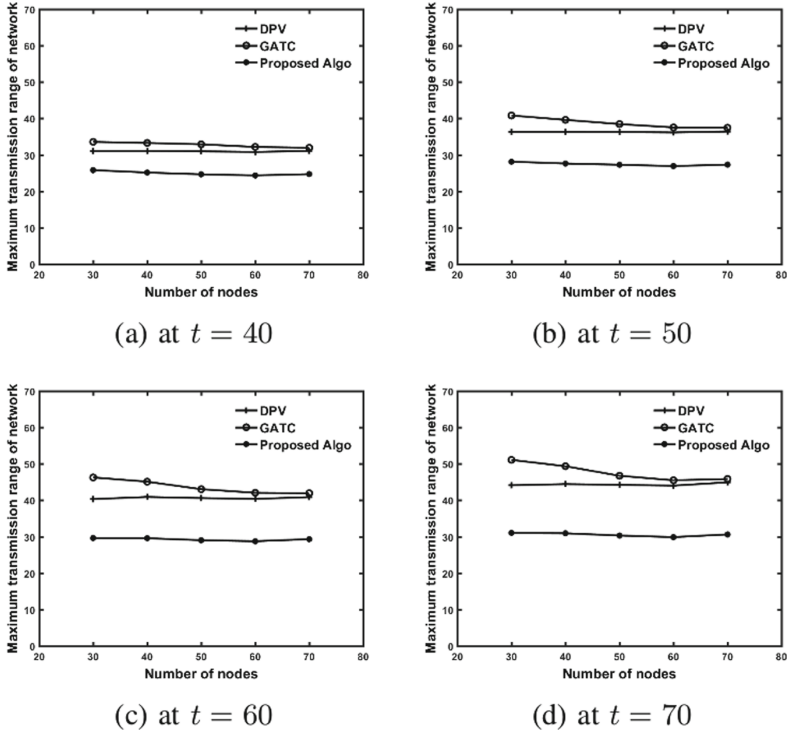 Maximum transmission range of network
70
60
50
40
30
20
10
0
DPV
GATC
Proposed Algo
20 30 40 50 60 70 80
Number of nodes
(a) at t = 40
Maximum transmission range of network
70
60
50
40
30
20
10
0
DPV
GATC
Proposed Algo
20 30 40 50 60 70 80
Number of nodes
(b) at t = 50
Maximum transmission range of network
70
60
50
40
30
20
10
0
DPV
GATC
Proposed Algo
20 30 40 50 60 70 80
Number of nodes
(c) at t = 60
Maximum transmission range of network
70
60
50
40
30
20
10
0
DPV
GATC
Proposed Algo
20 30 40 50 60 70 80
Number of nodes
(d) at t = 70